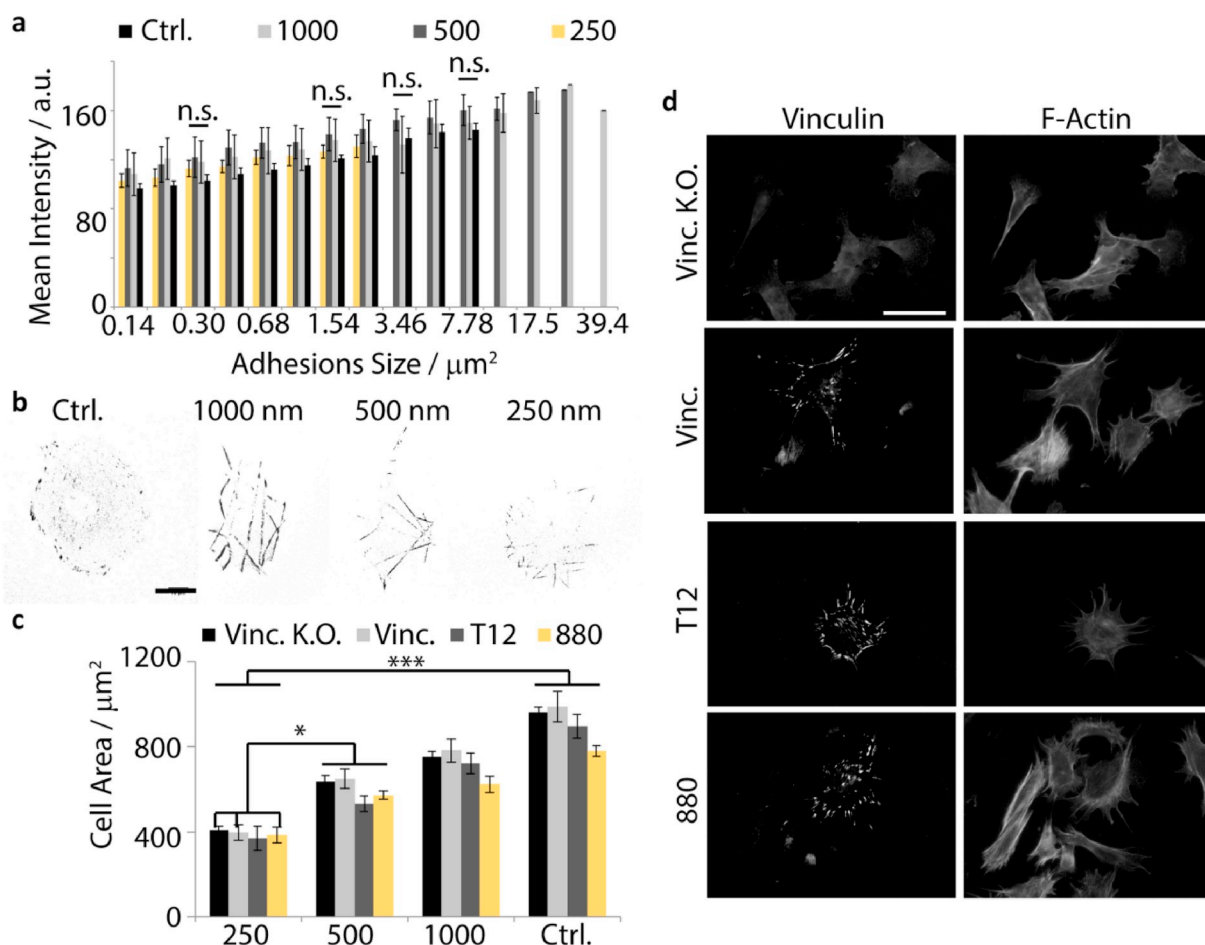 a
Ctrl. 1000 500 250
n.s. n.s. n.s. n.s.
Mean Intensity / a.u.
160
80
0
0.14 0.30 0.68 1.54 3.46 7.78 17.5 39.4
Adhesions Size / μm²
b
Ctrl. 1000 nm 500 nm 250 nm
c
Vinc. K.O. Vinc. T12 880
Cell Area / μm²
1200
800
400
0
***
*
250 500 1000 Ctrl.
d
Vinculin F-Actin
Vinc. K.O.
Vinc.
T12
880